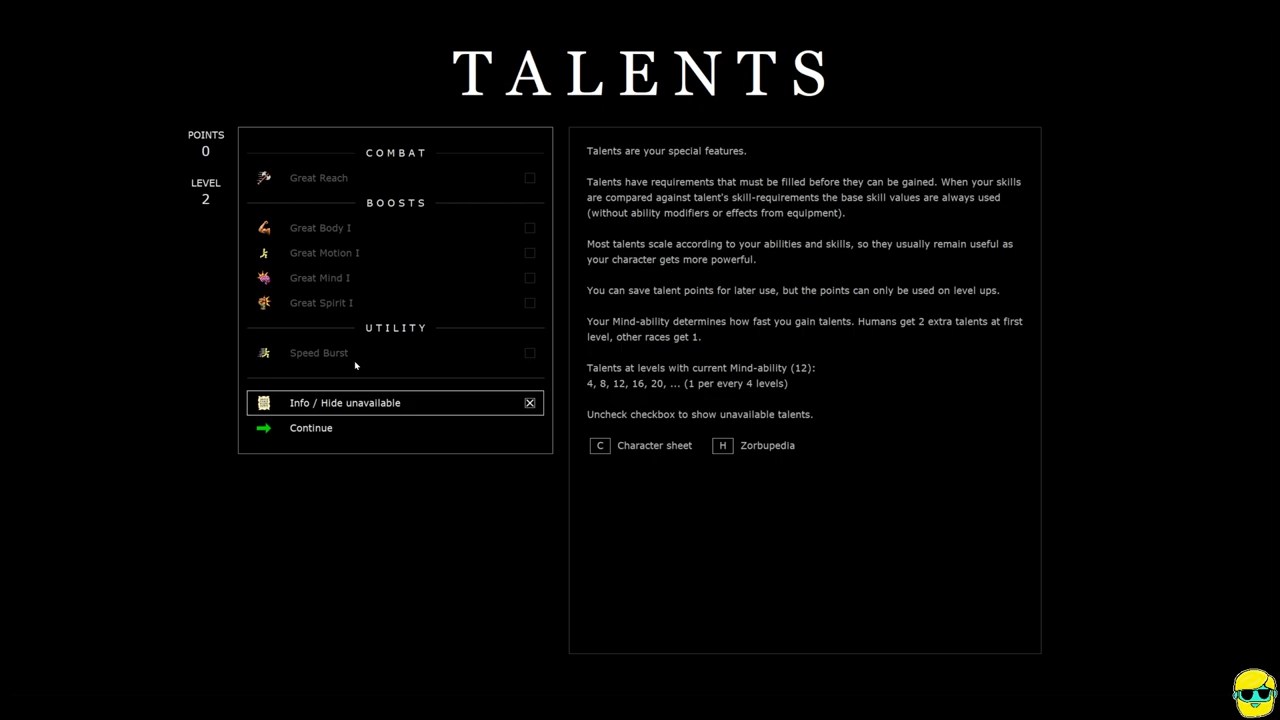 TALENTS
POINTS
0
LEVEL
2
COMBAT
Great Reach
BOOSTS
Great Body I
Great Motion I
Great Mind I
Great Spirit I
UTILITY
Speed Burst
Info / Hide unavailable
Continue
Talents are your special features.
Talents have requirements that must be filled before they can be gained. When your skills
are compared against talent's skill-requirements the base skill values are always used
(without ability modifiers or effects from equipment).
Most talents scale according to your abilities and skills, so they usually remain useful as
your character gets more powerful.
You can save talent points for later use, but the points can only be used on level ups.
Your Mind-ability determines how fast you gain talents. Humans get 2 extra talents at first
level, other races get 1.
Talents at levels with current Mind-ability (12):
4, 8, 12, 16, 20, ... (1 per every 4 levels)
Uncheck checkbox to show unavailable talents.
C Character sheet H Zorbupedia